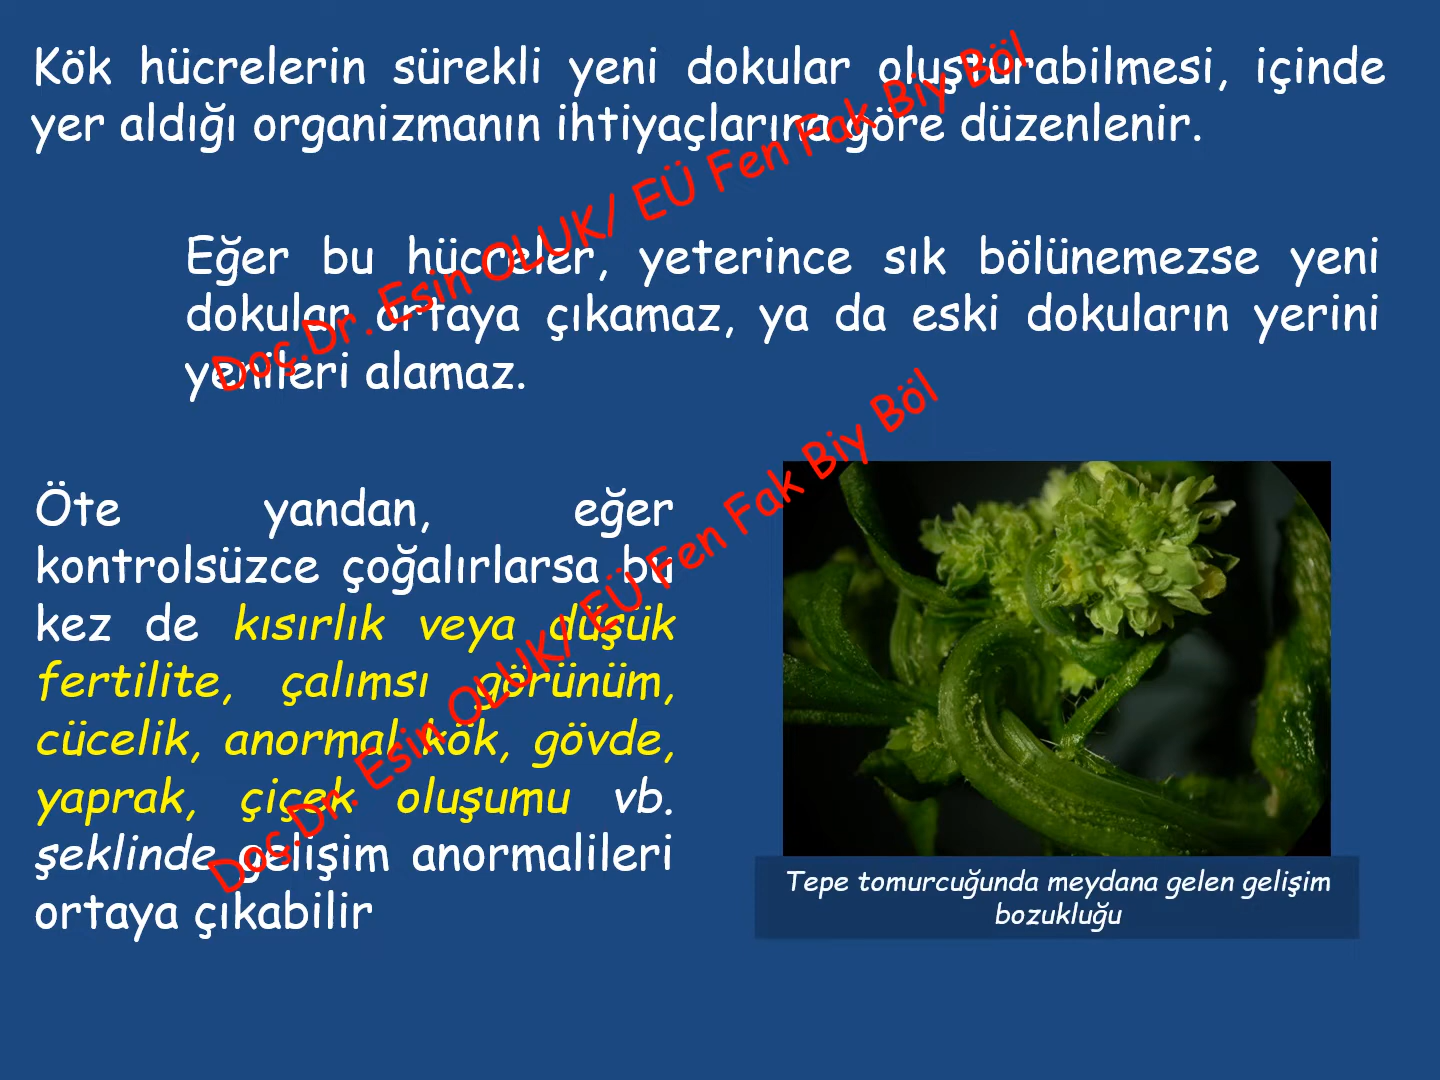 Kök hücrelerin sürekli yeni dokular oluşturabilmesi, içinde
yer aldığı organizmanın ihtiyaçlarına göre düzenlenir.
Eğer bu hücreler, yeterince sık bölünemezse yeni
dokular ortaya çıkamaz, ya da eski dokuların yerini
yenileri alamaz.
Doç.Dr. Esin OLUK/ EÜ Fen Fak Biy Böl
Öte yandan, eğer
kontrolsüzce çoğalırlarsa bu
kez de kısırlık veya düşük
fertilite, çalımsı görünüm,
cücelik, anormal kök, gövde,
yaprak, çiçek oluşumu vb.
şeklinde gelişim anormalileri
ortaya çıkabilir
Doç.Dr. Esin OLUK/ EÜ Fen Fak Biy Böl
Tepe tomurcuğunda meydana gelen gelişim
bozukluğu